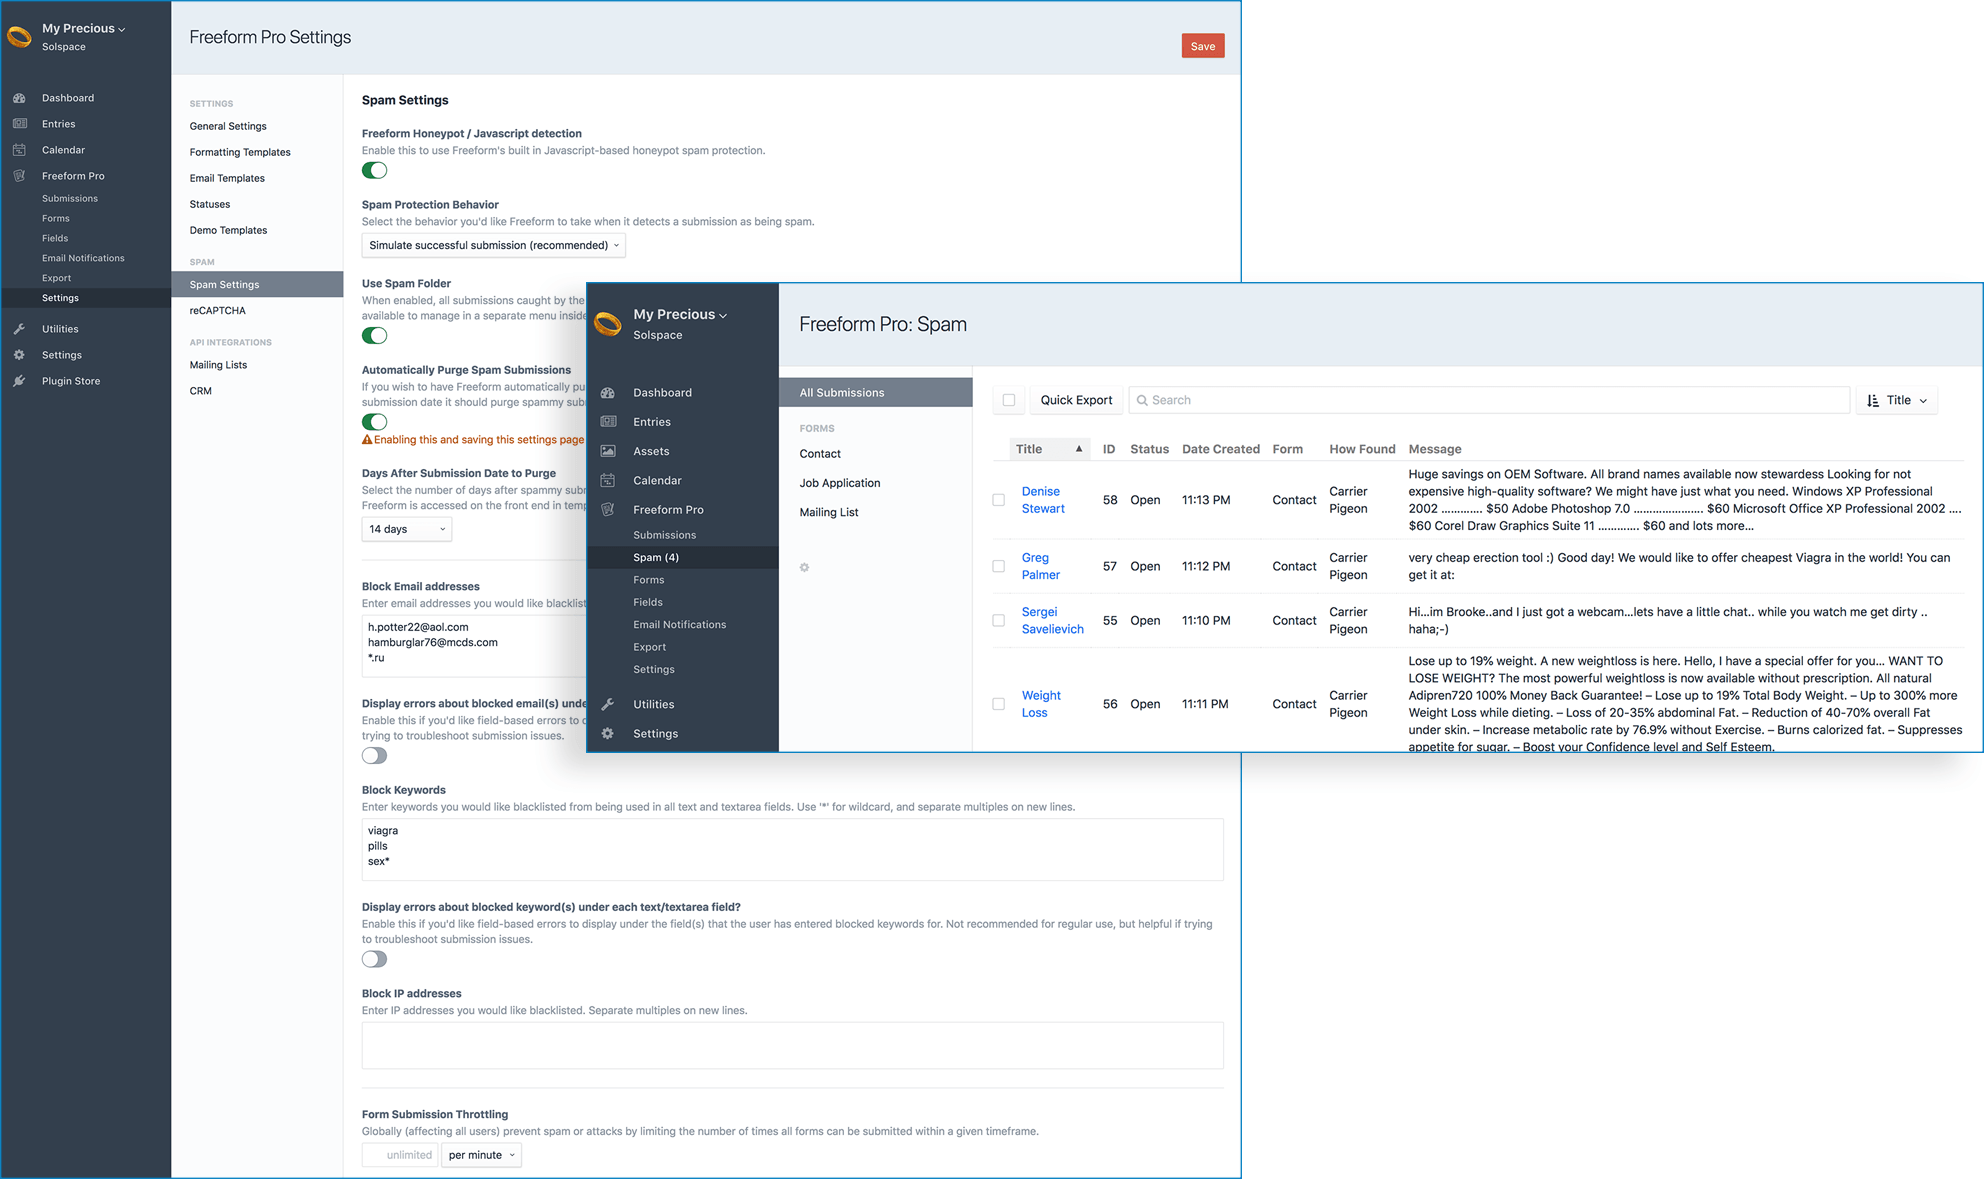 My Precious
Solspace
Dashboard
Entries
Calendar
Freeform Pro
Submissions
Forms
Fields
Email Notifications
Export
Settings
Utilities
Settings
Plugin Store
Freeform Pro Settings
Save
SETTINGS
General Settings
Formatting Templates
Email Templates
Statuses
Demo Templates
SPAM
Spam Settings
reCAPTCHA
API INTEGRATIONS
Mailing Lists
CRM
Spam Settings
Freeform Honeypot / Javascript detection
Enable this to use Freeform's built in Javascript-based honeypot spam protection.
Spam Protection Behavior
Select the behavior you'd like Freeform to take when it detects a submission as being spam.
Simulate successful submission (recommended)
Use Spam Folder
When enabled, all submissions caught by the
available to manage in a separate menu inside
Automatically Purge Spam Submissions
If you wish to have Freeform automatically pu
submission date it should purge spammy sub
Enabling this and saving this settings page
Days After Submission Date to Purge
Select the number of days after spammy subr
Freeform is accessed on the front end in temp
14 days
Block Email addresses
Enter email addresses you would like blacklist
h.potter22@aol.com
hamburglar76@mcds.com
*.ru
Display errors about blocked email(s) unde
Enable this if you'd like field-based errors to d
trying to troubleshoot submission issues.
Block Keywords
Enter keywords you would like blacklisted from being used in all text and textarea fields. Use '*' for wildcard, and separate multiples on new lines.
viagra
pills
sex*
Display errors about blocked keyword(s) under each text/textarea field?
Enable this if you'd like field-based errors to display under the field(s) that the user has entered blocked keywords for. Not recommended for regular use, but helpful if trying
to troubleshoot submission issues.
Block IP addresses
Enter IP addresses you would like blacklisted. Separate multiples on new lines.
Form Submission Throttling
Globally (affecting all users) prevent spam or attacks by limiting the number of times all forms can be submitted within a given timeframe.
unlimited per minute
My Precious
Solspace
Dashboard
Entries
Assets
Calendar
Freeform Pro
Submissions
Spam (4)
Forms
Fields
Email Notifications
Export
Settings
Utilities
Settings
Freeform Pro: Spam
All Submissions
FORMS
Contact
Job Application
Mailing List
Quick Export Search Title
Title ▲ ID Status Date Created Form How Found Message
Denise Stewart 58 Open 11:13 PM Contact Carrier Pigeon
Huge savings on OEM Software. All brand names available now stewardess Looking for not
expensive high-quality software? We might have just what you need. Windows XP Professional
2002 ............. $50 Adobe Photoshop 7.0 ...................... $60 Microsoft Office XP Professional 2002 ....
$60 Corel Draw Graphics Suite 11 ............. $60 and lots more...
Greg Palmer 57 Open 11:12 PM Contact Carrier Pigeon
very cheap erection tool :) Good day! We would like to offer cheapest Viagra in the world! You can
get it at:
Sergei Savelievich 55 Open 11:10 PM Contact Carrier Pigeon
Hi...im Brooke..and I just got a webcam...lets have a little chat.. while you watch me get dirty ..
haha;-)
Weight Loss 56 Open 11:11 PM Contact Carrier Pigeon
Lose up to 19% weight. A new weightloss is here. Hello, I have a special offer for you... WANT TO
LOSE WEIGHT? The most powerful weightloss is now available without prescription. All natural
Adipren720 100% Money Back Guarantee! – Lose up to 19% Total Body Weight. – Up to 300% more
Weight Loss while dieting. – Loss of 20-35% abdominal Fat. – Reduction of 40-70% overall Fat
under skin. – Increase metabolic rate by 76.9% without Exercise. – Burns calorized fat. – Suppresses
appetite for sugar. – Boost your Confidence level and Self Esteem.